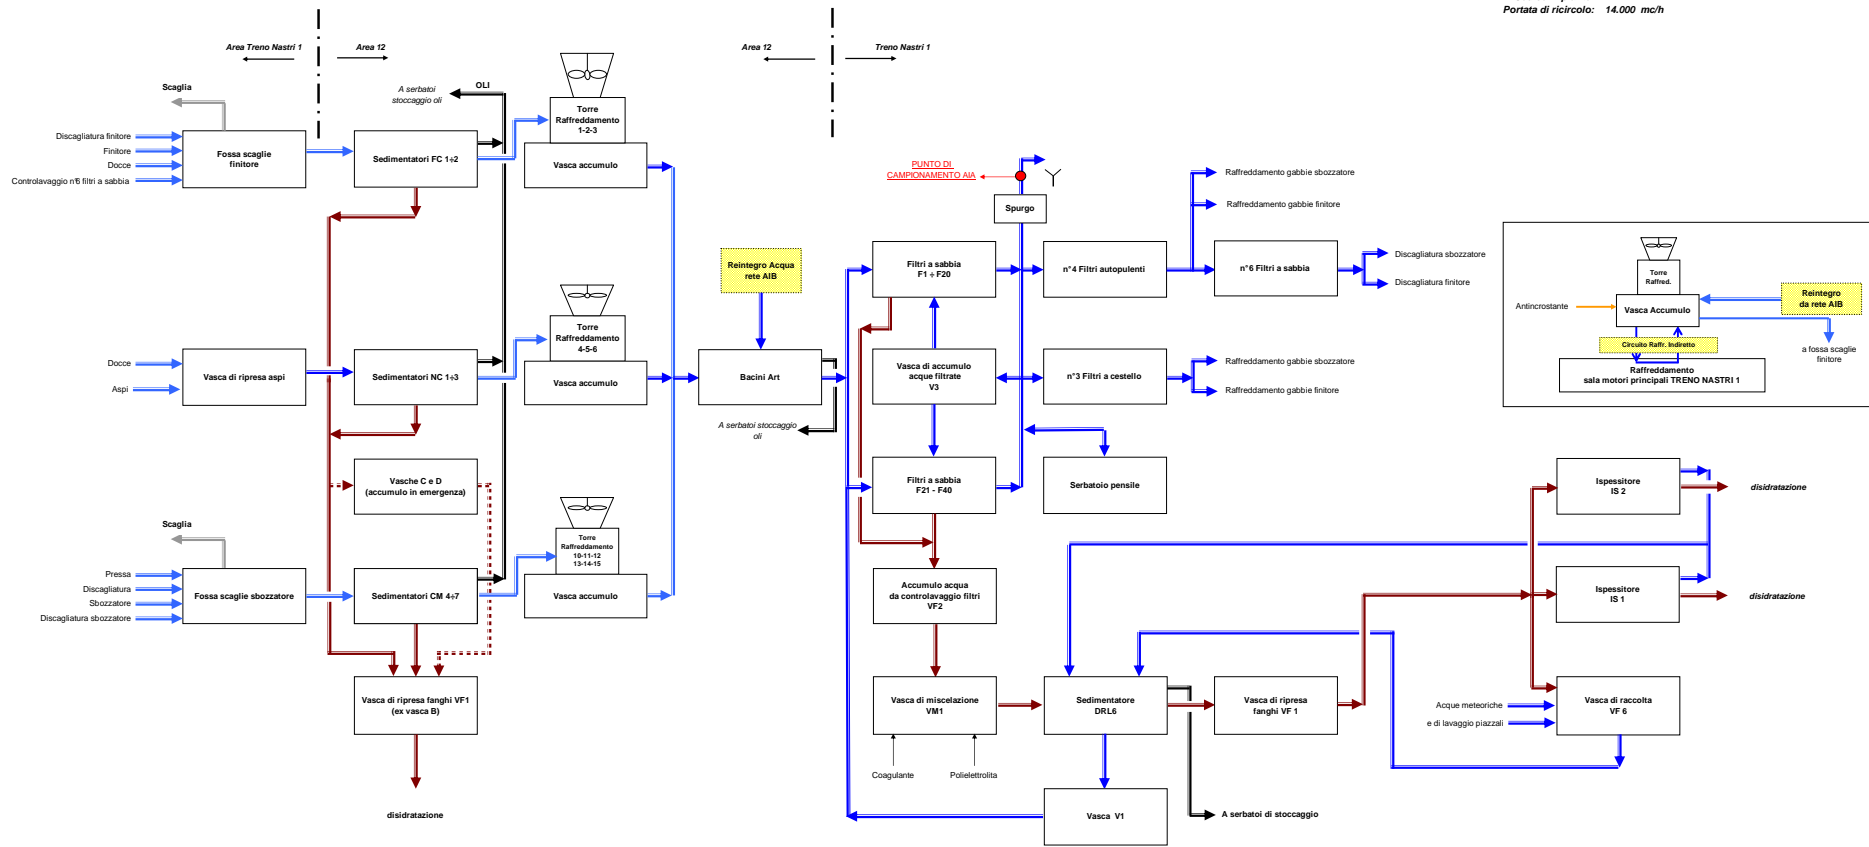 Portata di ricircolo: 14.000 mc/h
Area Treno Nastri 1
Area 12
Area 12
Treno Nastri 1
Scaglia
A serbatoi
stoccaggio oli
OLI
Torre
Raffreddamento
1-2-3
Discagliatura finitore
Finitore
Docce
Controlavaggio n°6 filtri a sabbia
Fossa scaglie
finitore
Sedimentatori FC 1÷2
Vasca accumulo
PUNTO DI
CAMPIONAMENTO AIA
Spurgo
Raffreddamento gabbie sbozzatore
Raffreddamento gabbie finitore
Reintegro Acqua
rete AIB
Filtri a sabbia
F1 ÷ F20
n°4 Filtri autopulenti
n°6 Filtri a sabbia
Discagliatura sbozzatore
Discagliatura finitore
Torre
Raffred.
Antincrostante
Vasca Accumulo
Reintegro
da rete AIB
Circuito Raffr. Indiretto
a fossa scaglie
finitore
Raffreddamento
sala motori principali TRENO NASTRI 1
Torre
Raffreddamento
4-5-6
Docce
Aspi
Vasca di ripresa aspi
Sedimentatori NC 1÷3
Vasca accumulo
Bacini Art
Vasca di accumulo
acque filtrate
V3
n°3 Filtri a cestello
Raffreddamento gabbie sbozzatore
Raffreddamento gabbie finitore
A serbatoi stoccaggio
oli
Vasche C e D
(accumulo in emergenza)
Filtri a sabbia
F21 - F40
Serbatoio pensile
Ispessitore
IS 2
disidratazione
Scaglia
Torre
Raffreddamento
10-11-12
13-14-15
Pressa
Discagliatura
Sbozzatore
Discagliatura sbozzatore
Fossa scaglie sbozzatore
Sedimentatori CM 4÷7
Vasca accumulo
Accumulo acqua
da controlavaggio filtri
VF2
Ispessitore
IS 1
disidratazione
Vasca di ripresa fanghi VF1
(ex vasca B)
Vasca di miscelazione
VM1
Sedimentatore
DRL6
Vasca di ripresa
fanghi VF 1
Acque meteoriche
e di lavaggio piazzali
Vasca di raccolta
VF 6
Coagulante
Polielettrolita
disidratazione
Vasca V1
A serbatoi di stoccaggio